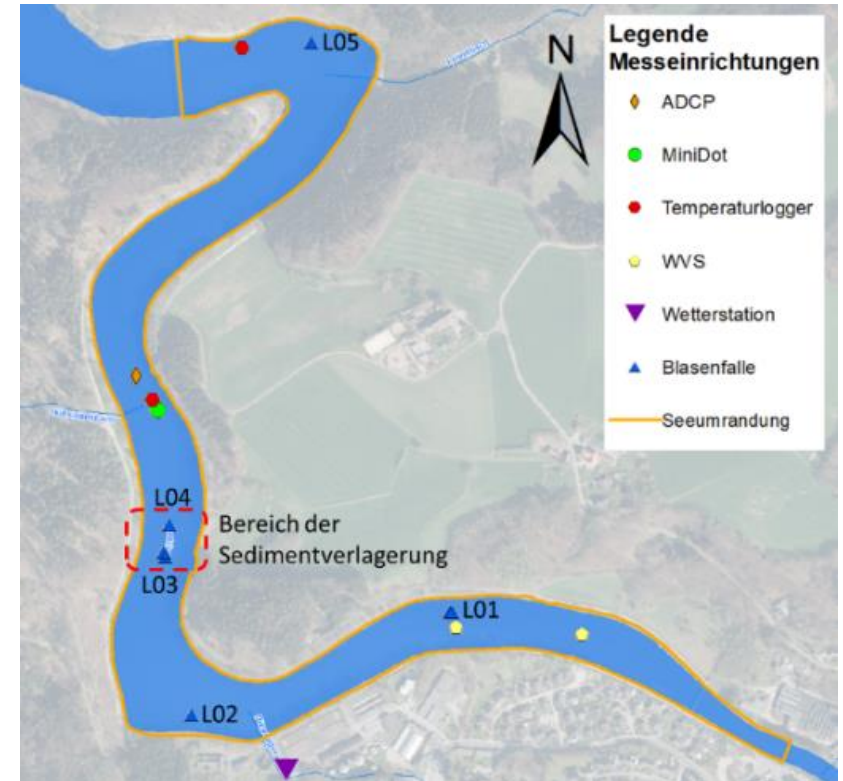 L05
N
Legende
Messeinrichtungen
ADCP
MiniDot
Temperaturlogger
WVS
Wetterstation
Blasenfalle
Seeumrandung
L04
Bereich der
Sedimentverlagerung
L03
L01
L02